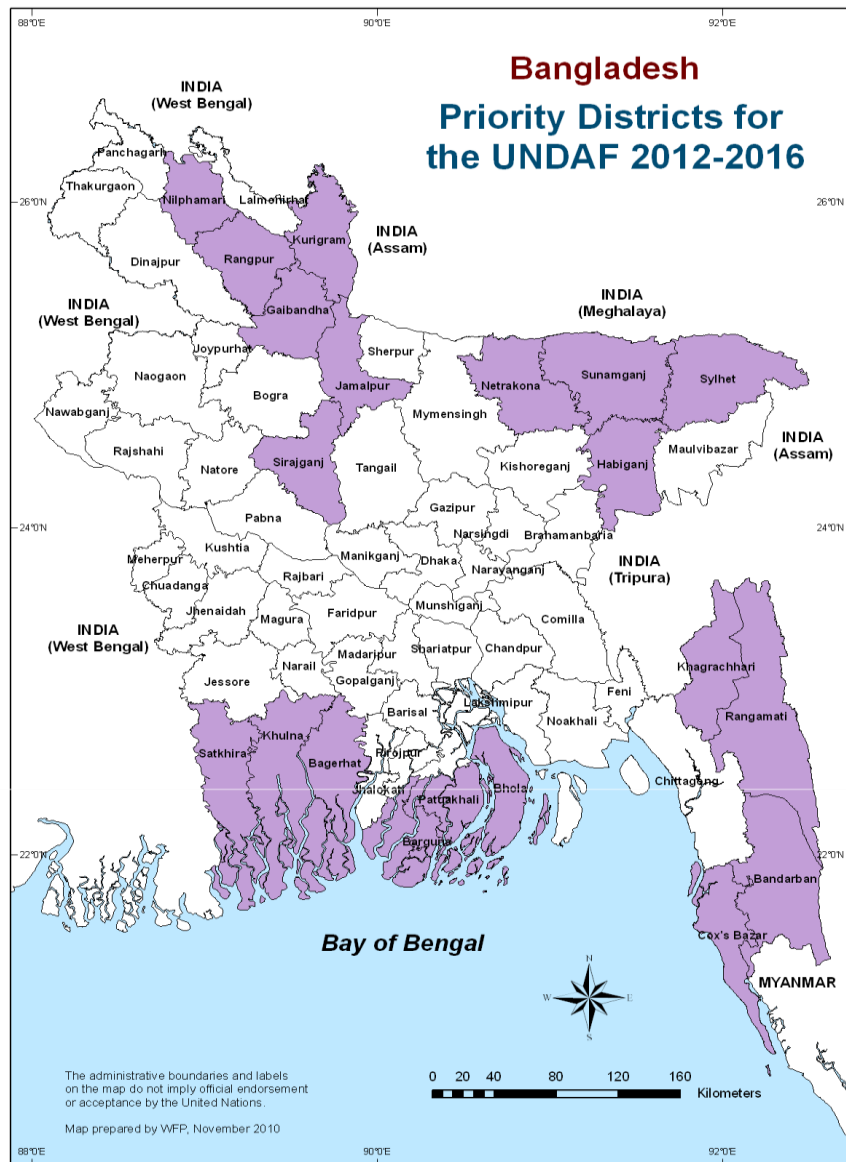 88°0'E 90°0'E 92°0'E
Bangladesh
Priority Districts for
the UNDAF 2012-2016
INDIA
(West Bengal)
Panchagarh
Thakurgaon
Nilphamari
Lalmonirhat
26°0'N
26°0'N
Kurigram
INDIA
(Assam)
Dinajpur
Rangpur
INDIA
(West Bengal)
Gaibandha
INDIA
(Meghalaya)
Joypurhat
Sherpur
Naogaon
Bogra
Jamalpur
Netrakona
Sunamganj
Sylhet
Nawabganj
Mymensingh
Rajshahi
Natore
Sirajganj
Tangail
Kishoreganj
Habiganj
Maulvibazar
INDIA
(Assam)
Pabna
Gazipur
24°0'N
24°0'N
Kushtia
Meherpur
Manikganj
Dhaka
Narsingdi
Brahamanbaria
Chuadanga
Rajbari
Narayanganj
INDIA
(Tripura)
Jhenaidah
Magura
Faridpur
Munshiganj
Comilla
INDIA
(West Bengal)
Madaripur
Shariatpur
Chandpur
Khagrachhari
Jessore
Narail
Gopalganj
Barisal
Lakshmipur
Feni
Noakhali
Rangamati
Satkhira
Khulna
Bagerhat
Pirojpur
Jhalokati
Patuakhali
Bhola
Chittagong
Barguna
22°0'N
22°0'N
Bandarban
Cox's Bazar
Bay of Bengal
MYANMAR
N
W E
S
The administrative boundaries and labels
on the map do not imply official endorsement
or acceptance by the United Nations.
Map prepared by WFP, November 2010
0 20 40 80 120 160
Kilometers
88°0'E 90°0'E 92°0'E